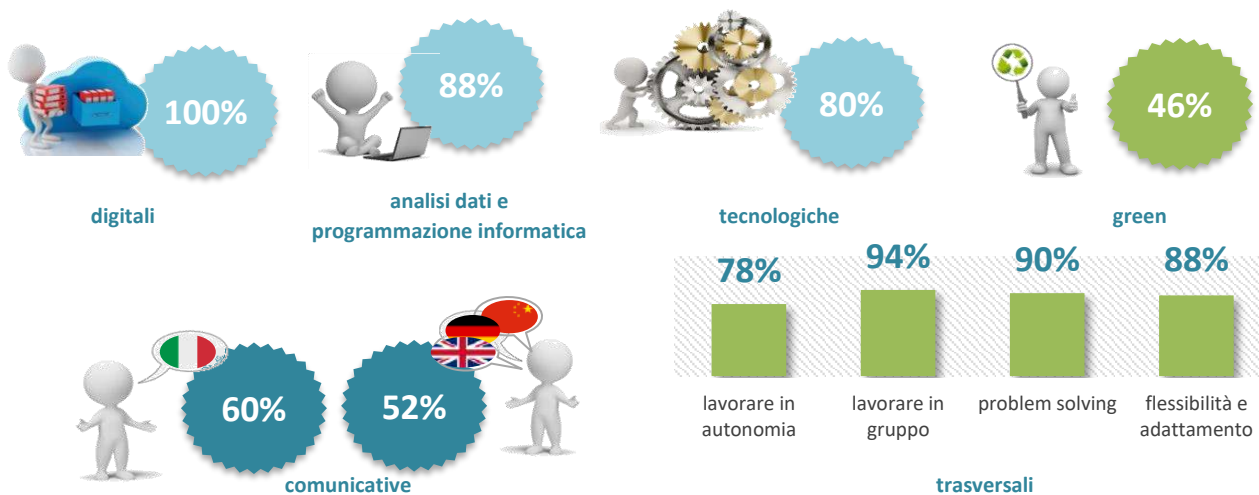 100%
88%
80%
46%
digitali
analisi dati e
programmazione informatica
tecnologiche
green
60%
52%
comunicative
78%
94%
90%
88%
lavorare in
autonomia
lavorare in
gruppo
problem solving
flessibilità e
adattamento
trasversali